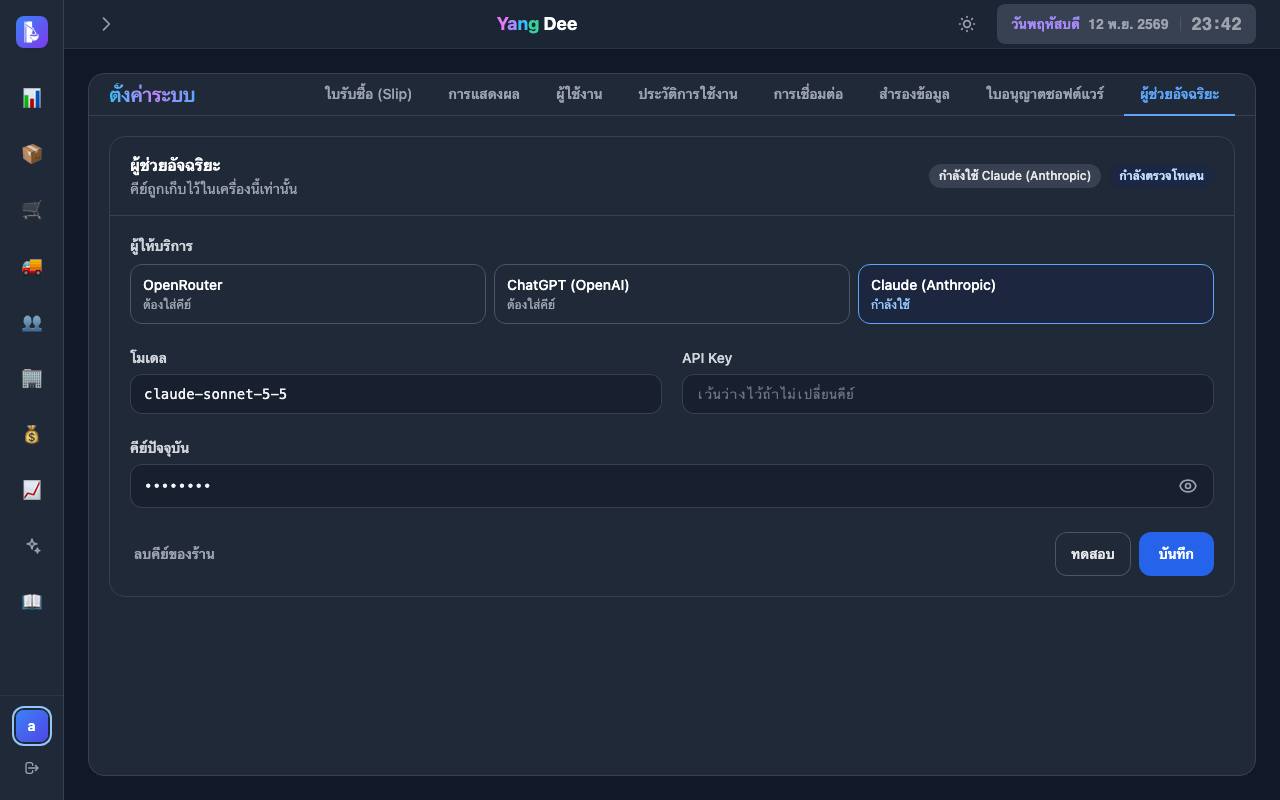 Yang Dee
วันพฤหัสบดี 12 พ.ย. 2569 23:42
ตั้งค่าระบบ
ใบรับซื้อ (Slip) การแสดงผล ผู้ใช้งาน ประวัติการใช้งาน การเชื่อมต่อ สำรองข้อมูล ใบอนุญาตซอฟต์แวร์ ผู้ช่วยอัจฉริยะ
ผู้ช่วยอัจฉริยะ
คีย์ถูกเก็บไว้ในเครื่องนี้เท่านั้น
กำลังใช้ Claude (Anthropic) กำลังตรวจโทเคน
ผู้ให้บริการ
OpenRouter
ต้องใส่คีย์
ChatGPT (OpenAI)
ต้องใส่คีย์
Claude (Anthropic)
กำลังใช้
โมเดล
claude-sonnet-5-5
API Key
เว้นว่างไว้ถ้าไม่เปลี่ยนคีย์
คีย์ปัจจุบัน
••••••••
ลบคีย์ของร้าน
ทดสอบ
บันทึก
a